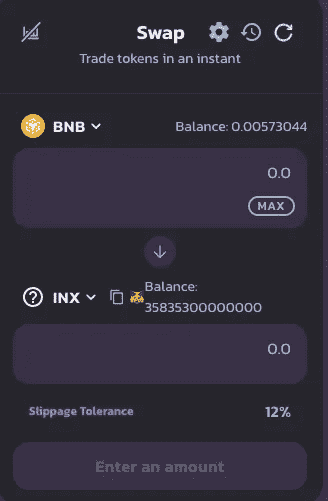 Swap
Trade tokens in an instant
BNB Balance: 0.00573044
0.0
MAX
INX Balance:
35835300000000
0.0
Slippage Tolerance 12%
Enter an amount